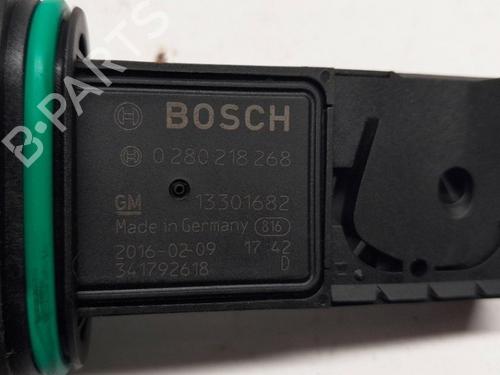 BOSCH
0 280 218 268
GM 13301682
Made in Germany 816
2016-02-09 17:42
341792618 D
B-PARTS